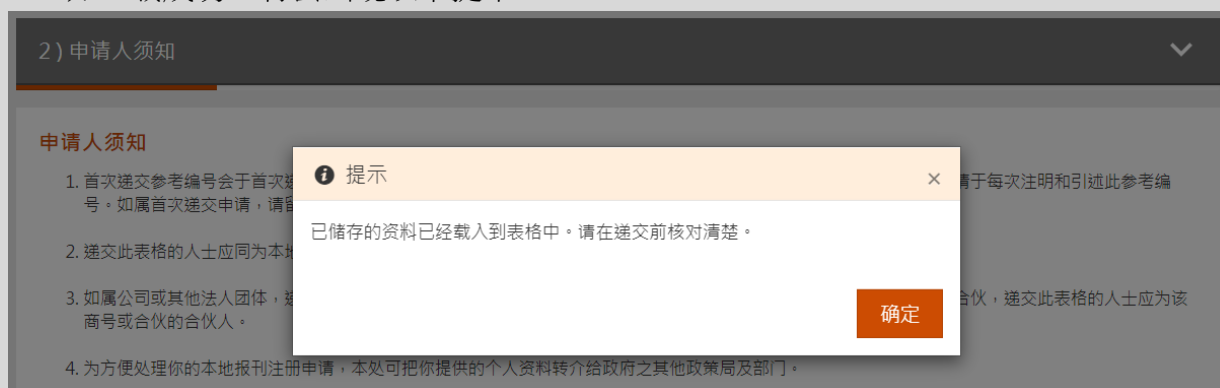 2 ) 申请人须知
申请人须知
提示
×
1. 首次递交参考编号会于首次递
请于每次注明和引述此参考编
号。如属首次递交申请，请留
已储存的资料已经载入到表格中。请在递交前核对清楚。
2. 递交此表格的人士应同为本地
3. 如属公司或其他法人团体，递
合伙，递交此表格的人士应为该
商号或合伙的合伙人。
确定
4. 为方便处理你的本地报刊注册申请，本处可把你提供的个人资料转介给政府之其他政策局及部门。